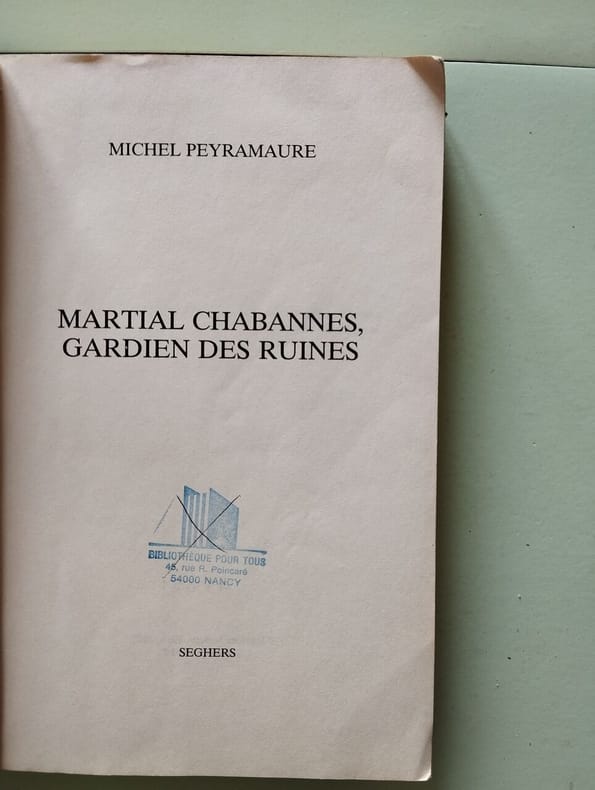 MICHEL PEYRAMAURE
MARTIAL CHABANNES,
GARDIEN DES RUINES
BIBLIOTHÈQUE POUR TOUS
45, rue R. Poincaré
54000 NANCY
SEGHERS